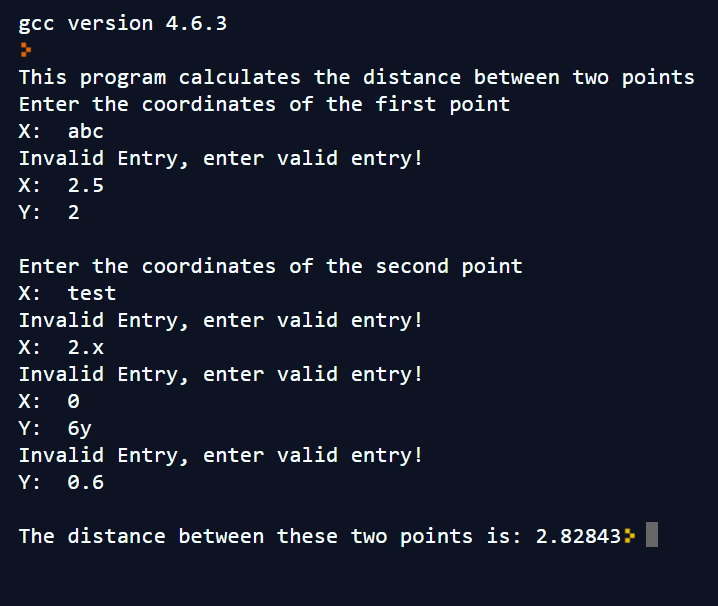 gcc version 4.6.3
This program calculates the distance between two points
Enter the coordinates of the first point
X:  abc
Invalid Entry, enter valid entry!
X:  2.5
Y:  2
Enter the coordinates of the second point
X:  test
Invalid Entry, enter valid entry!
X:  2.x
Invalid Entry, enter valid entry!
X:  0
Y:  6y
Invalid Entry, enter valid entry!
Y:  0.6
The distance between these two points is: 2.82843